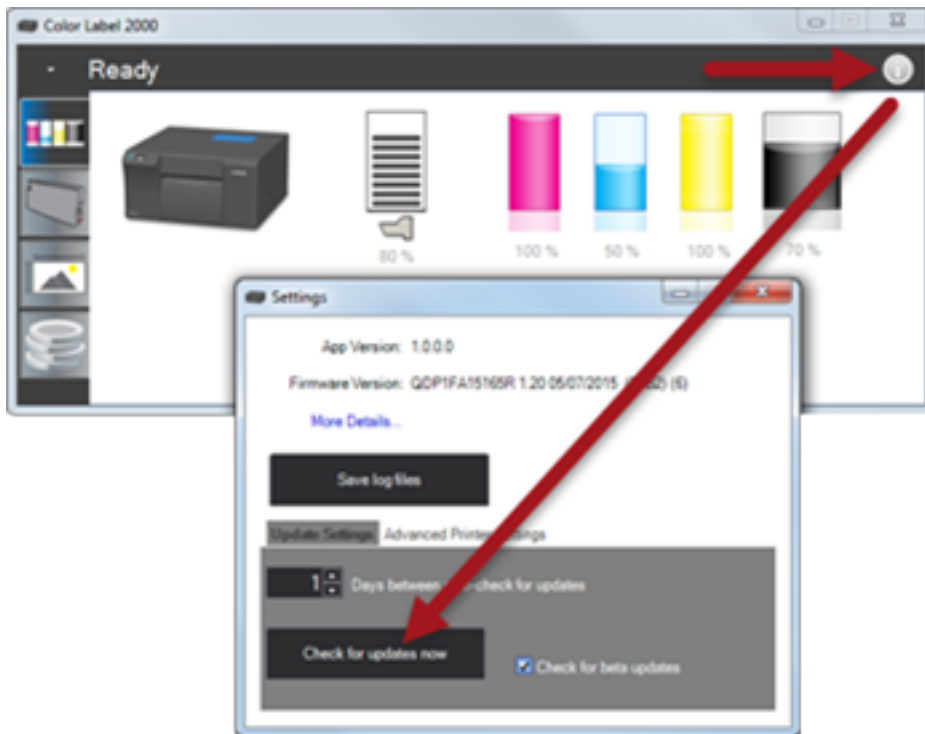 Color Label 2000
Ready
80 %
100 %
50 %
100 %
70 %
Settings
App Version: 1.0.0.0
Firmware Version: QDP1FA15165R 1.20 05/07/2015 (6)
More Details...
Save log files
Update Settings Advanced Printer
1 Days between check for updates
Check for updates now
Check for beta updates